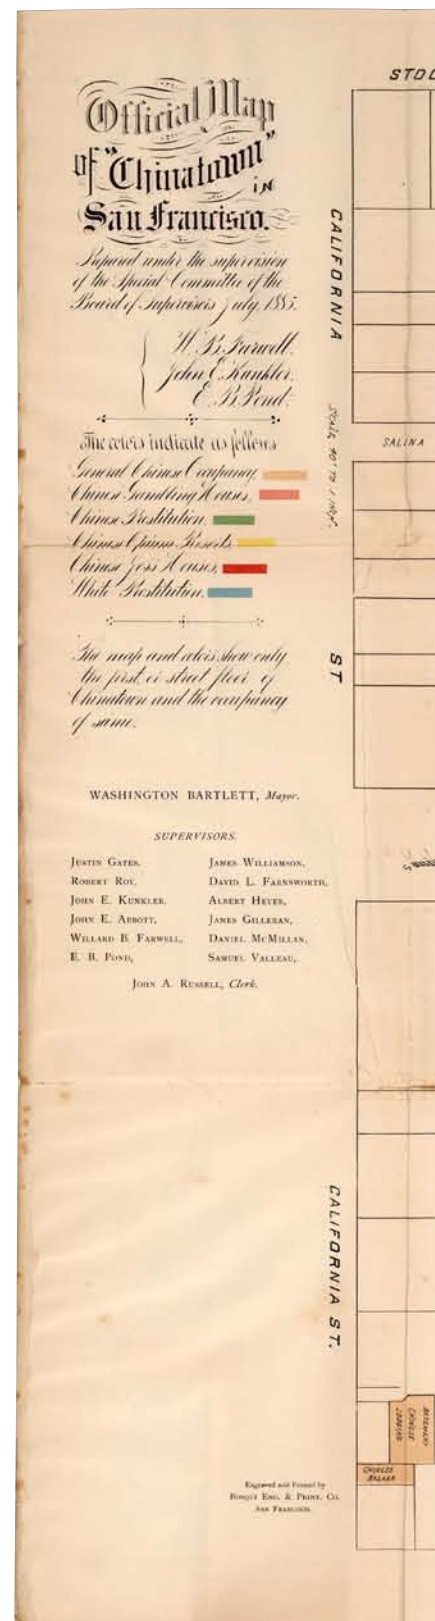 Official Map
of "Chinatown"
in
San Francisco.
Prepared under the supervision
of the Special Committee of the
Board of Supervisors July, 1885.
W. B. Farwell.
John E. Kunkler.
E. B. Pond.
The colors indicate as follows
General Chinese Occupancy,
Chinese Gambling Houses,
Chinese Prostitution,
Chinese Opium Resorts,
Chinese Joss Houses,
White Prostitution,
The map and colors show only
the first or street floor of
Chinatown and the occupancy
of same.
WASHINGTON BARTLETT, Mayor.
SUPERVISORS.
JUSTIN GATES,
JAMES WILLIAMSON,
ROBERT ROY,
DAVID L. FARNSWORTH,
JOHN E. KUNKLER,
ALBERT HEYER,
JOHN E. ABBOTT,
JAMES GILLERAN,
WILLARD B. FARWELL,
DANIEL MCMILLAN,
E. B. POND,
SAMUEL VALLEAU,
JOHN A. RUSSELL, Clerk.
Engraved and Printed by
BOSQUI ENG. & PRINT. CO.
SAN FRANCISCO.
STOC
CALIFORNIA
ST
SALINA
CALIFORNIA ST.
BASEMENT
CHINESE
LODGING
CHINESE
BAZAAR